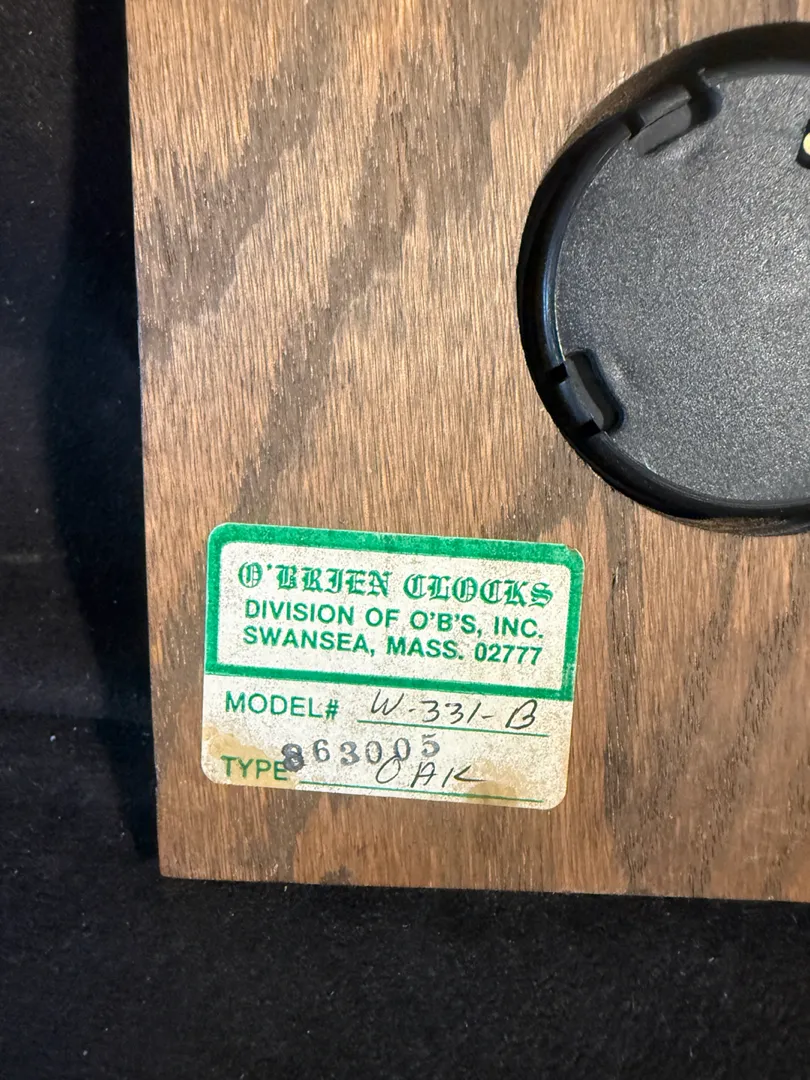 O'BRIEN CLOCKS
DIVISION OF O'B'S, INC.
SWANSEA, MASS. 02777
MODEL# W-331-B
863005
TYPE OAK